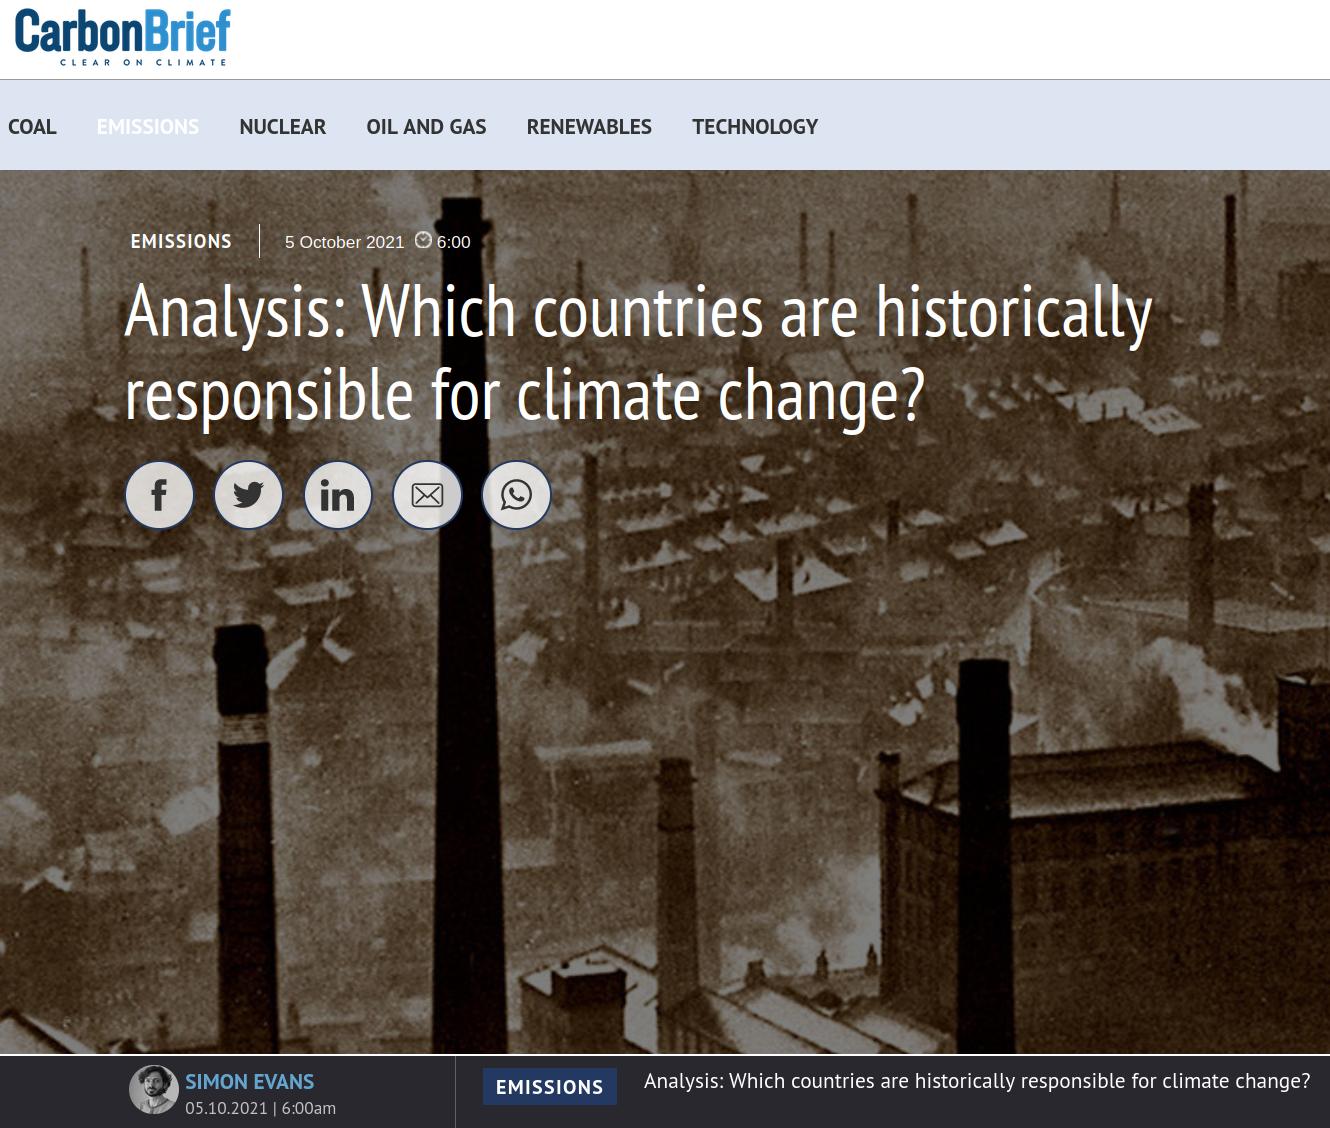 CarbonBrief
CLEAR ON CLIMATE
COAL EMISSIONS NUCLEAR OIL AND GAS RENEWABLES TECHNOLOGY
EMISSIONS 5 October 2021 6:00
Analysis: Which countries are historically
responsible for climate change?
SIMON EVANS
05.10.2021 | 6:00am
EMISSIONS
Analysis: Which countries are historically responsible for climate change?